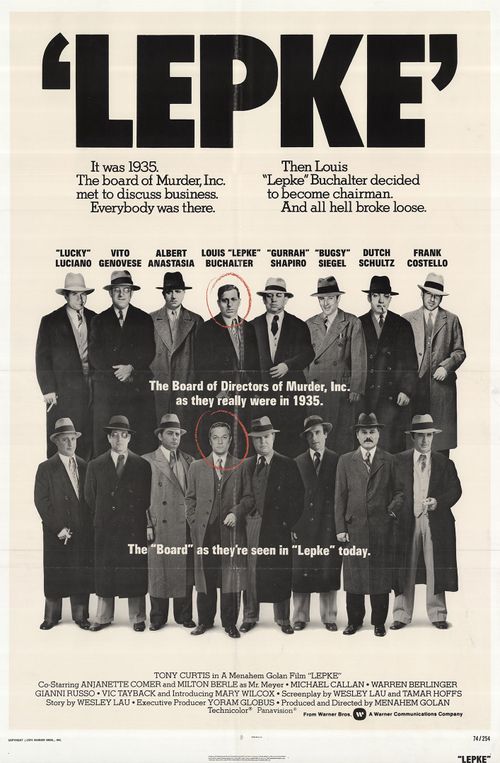 ‘LEPKE’
It was 1935.
The board of Murder, Inc.
met to discuss business.
Everybody was there.
Then Louis
“Lepke” Buchalter decided
to become chairman.
And all hell broke loose.
"LUCKY" LUCIANO
VITO GENOVESE
ALBERT ANASTASIA
LOUIS "LEPKE" BUCHALTER
"GURRAH" SHAPIRO
"BUGSY" SIEGEL
DUTCH SCHULTZ
FRANK COSTELLO
The Board of Directors of Murder, Inc.
as they really were in 1935.
The "Board" as they're seen in "Lepke" today.
TONY CURTIS in A Menahem Golan Film "LEPKE"
Co-Starring ANJANETTE COMER and MILTON BERLE as Mr. Meyer • MICHAEL CALLAN • WARREN BERLINGER
GIANNI RUSSO • VIC TAYBACK and Introducing MARY WILCOX • Screenplay by WESLEY LAU and TAMAR HOFFS
Story by WESLEY LAU • Executive Producer YORAM GLOBUS • Produced and Directed by MENAHEM GOLAN
Technicolor® Panavision®
From Warner Bros. A Warner Communications Company
74/254
"LEPKE"